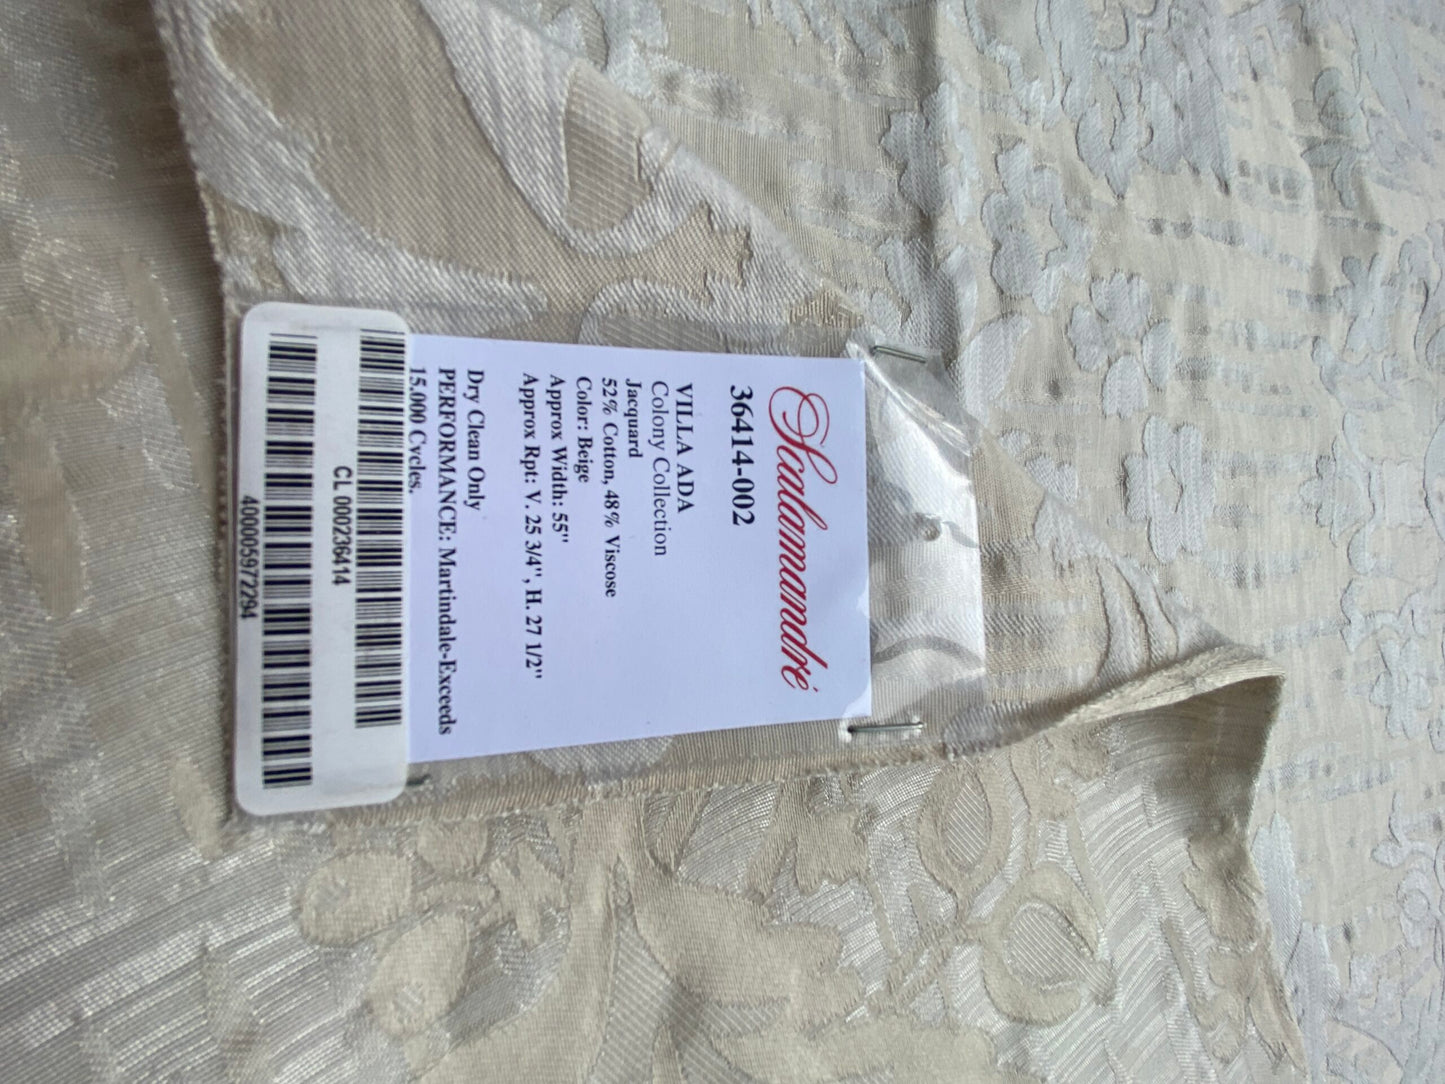 Scalamandré
36414-002
VILLA ADA
Colony Collection
Jacquard
52% Cotton, 48% Viscose
Color: Beige
Approx Width: 55"
Approx Rpt: V. 25 3/4", H. 27 1/2"
Dry Clean Only
PERFORMANCE: Martindale-Exceeds
15,000 Cycles.
CL 000236414
400005972294